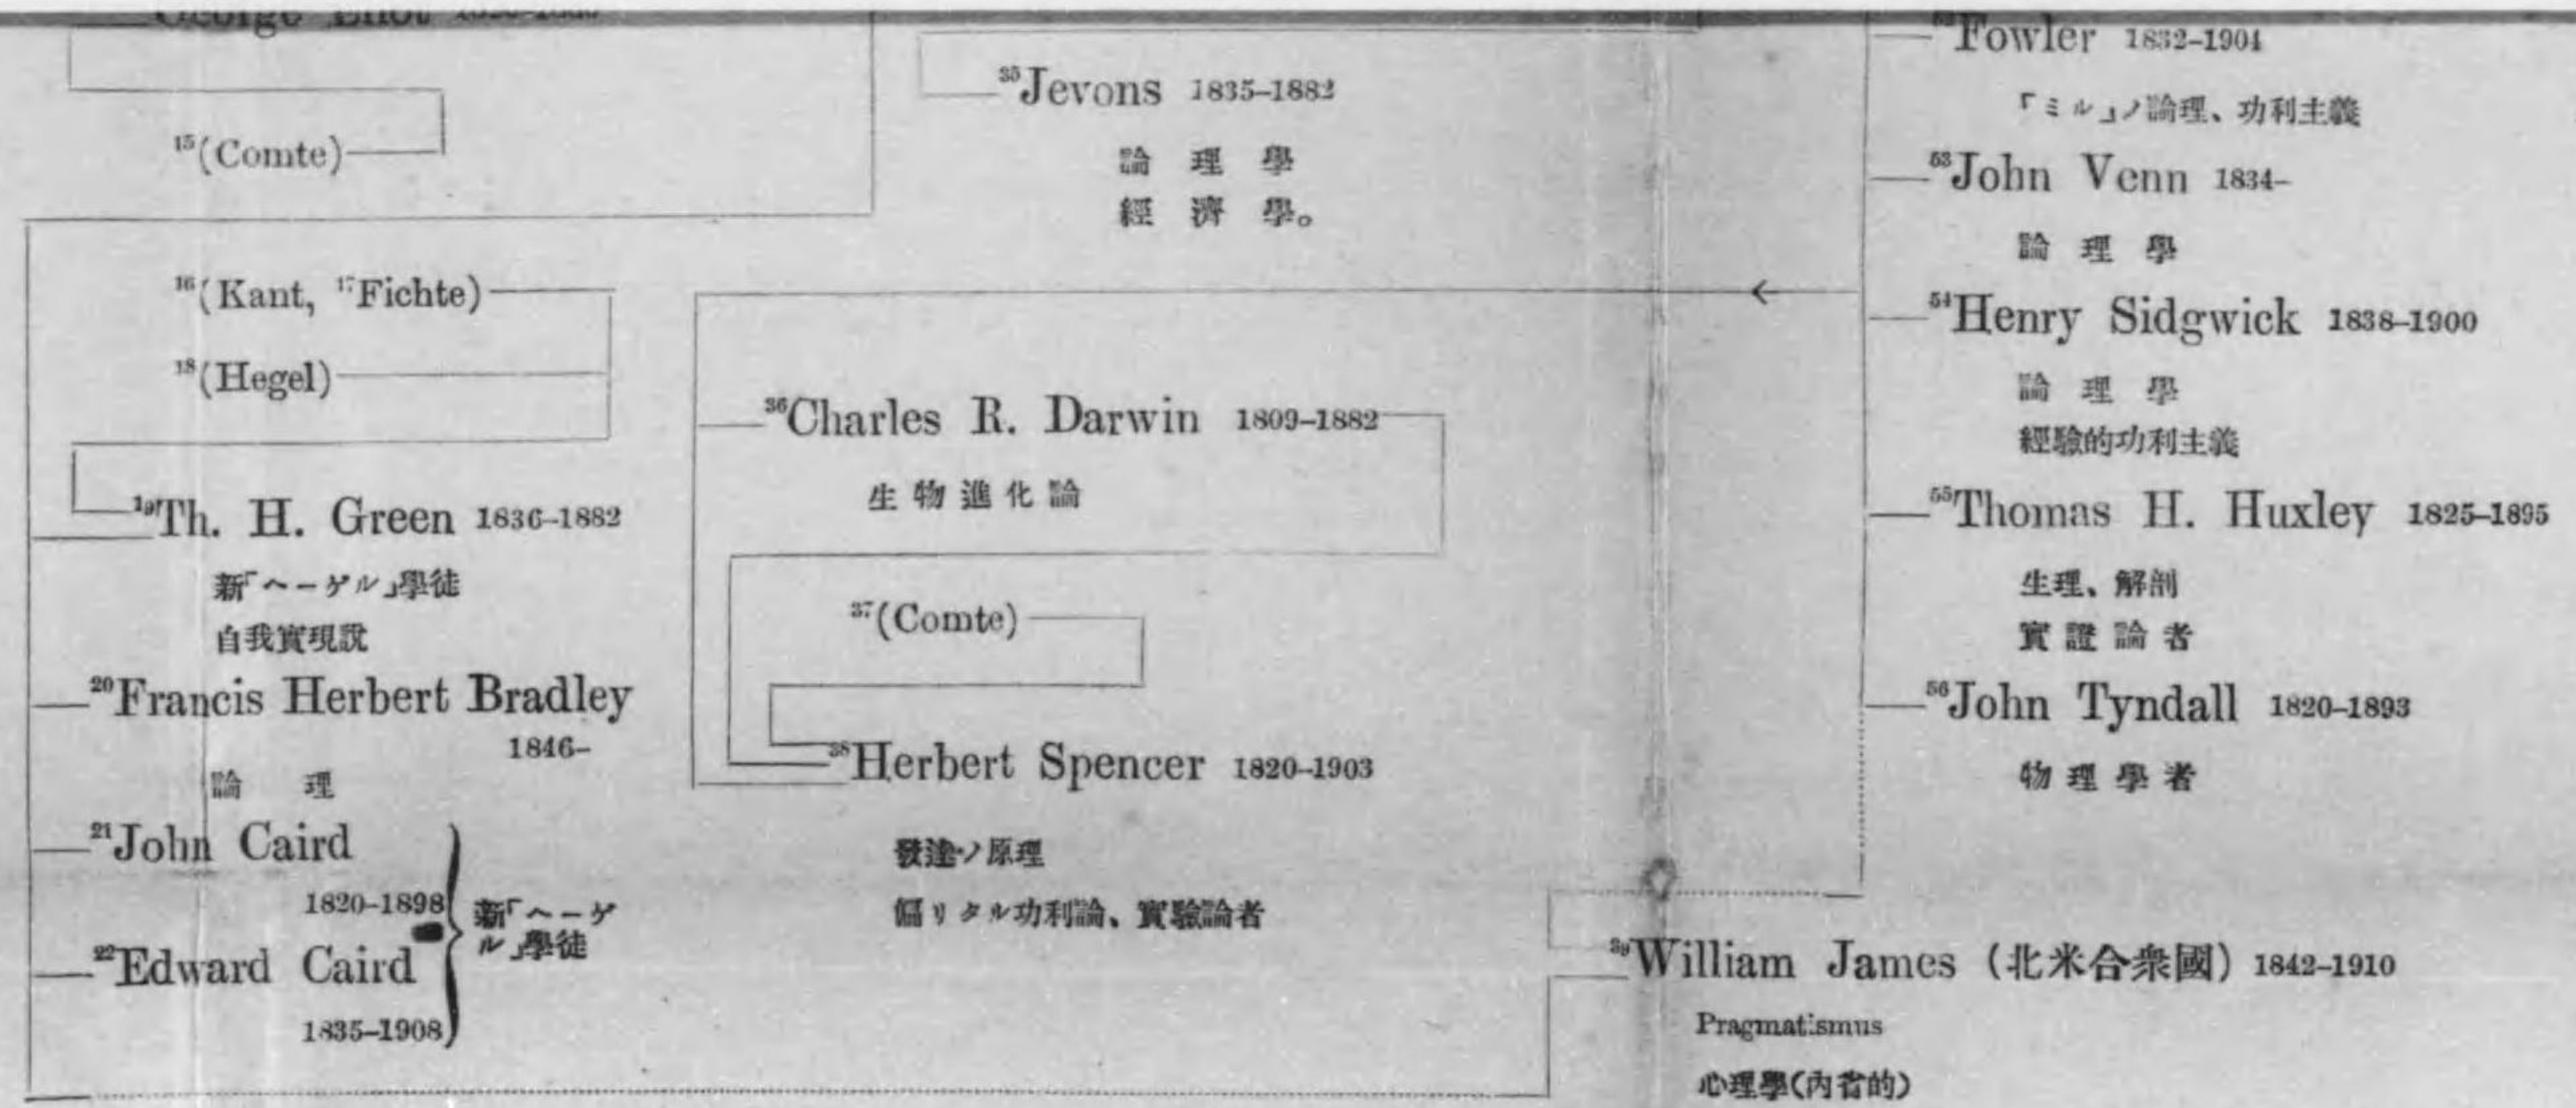 George Eliot
¹⁵(Comte)
¹⁶(Kant, ¹⁷Fichte)
¹⁸(Hegel)
¹⁹Th. H. Green 1836–1882
新「ヘーゲル」學徒
自我實現說
²⁰Francis Herbert Bradley
1846–
論理
²¹John Caird
1820–1898
²²Edward Caird
1835–1908
新「ヘーゲ
ル」學徒
³⁵Jevons 1835–1882
論理學
經濟學。
³⁶Charles R. Darwin 1809–1882
生物進化論
³⁷(Comte)
³⁸Herbert Spencer 1820–1903
發達ノ原理
偏リタル功利論、實驗論者
Fowler 1832–1904
「ミル」ノ論理、功利主義
⁵³John Venn 1834–
論理學
⁵⁴Henry Sidgwick 1838–1900
論理學
經驗的功利主義
⁵⁵Thomas H. Huxley 1825–1895
生理、解剖
實證論者
⁵⁶John Tyndall 1820–1893
物理學者
³⁹William James (北米合衆國) 1842–1910
Pragmatismus
心理學(內省的)